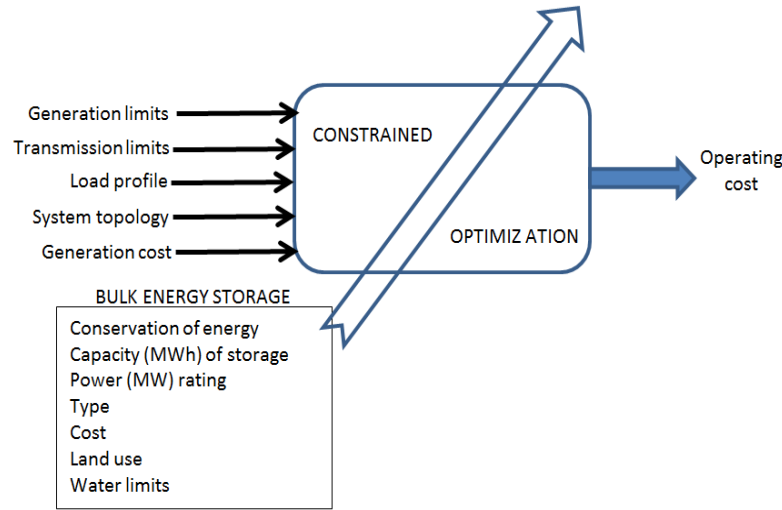 Generation limits
Transmission limits
Load profile
System topology
Generation cost
CONSTRAINED
OPTIMIZ ATION
Operating
cost
BULK ENERGY STORAGE
Conservation of energy
Capacity (MWh) of storage
Power (MW) rating
Type
Cost
Land use
Water limits